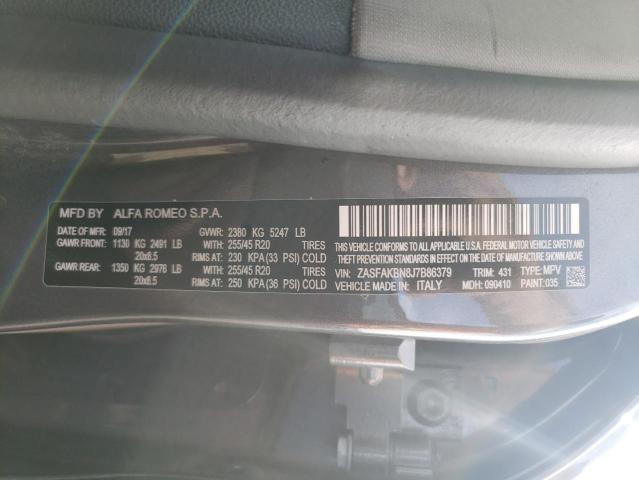 MFD BY ALFA ROMEO S.P.A.
DATE OF MFR: 09/17 GVWR: 2380 KG 5247 LB
GAWR FRONT: 1130 KG 2491 LB WITH: 255/45 R20 TIRES
20x8.5 RIMS AT: 230 KPA(33 PSI) COLD
GAWR REAR: 1350 KG 2976 LB WITH: 255/45 R20 TIRES
20x8.5 RIMS AT: 250 KPA(36 PSI) COLD
THIS VEHICLE CONFORMS TO ALL APPLICABLE U.S.A. FEDERAL MOTOR
VEHICLE SAFETY, BUMPER, AND THEFT PREVENTION STANDARDS
IN EFFECT ON THE DATE OF MANUFACTURE SHOWN ABOVE.
VIN: ZASFAKBN8J7B86379 TYPE: MPV
TRIM: 431
VEHICLE MADE IN: ITALY MDH: 090410 PAINT: 035